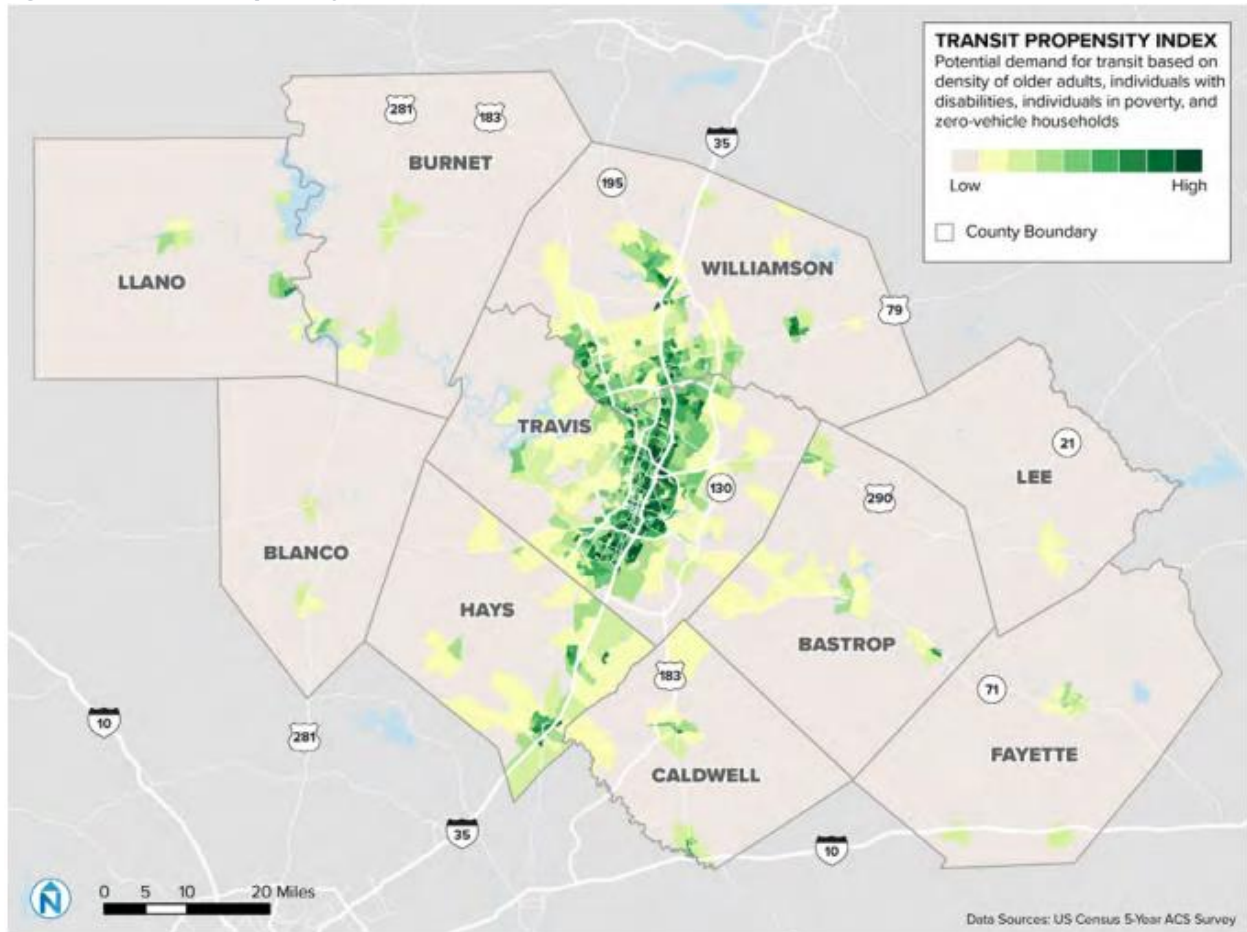 TRANSIT PROPENSITY INDEX
Potential demand for transit based on
density of older adults, individuals with
disabilities, individuals in poverty, and
zero-vehicle households
Low High
County Boundary
281
183
BURNET
35
195
LLANO
WILLIAMSON
79
TRAVIS
21
LEE
130
290
BLANCO
HAYS
BASTROP
183
71
10
281
FAYETTE
CALDWELL
35
10
N
0 5 10 20 Miles
Data Sources: US Census 5-Year ACS Survey